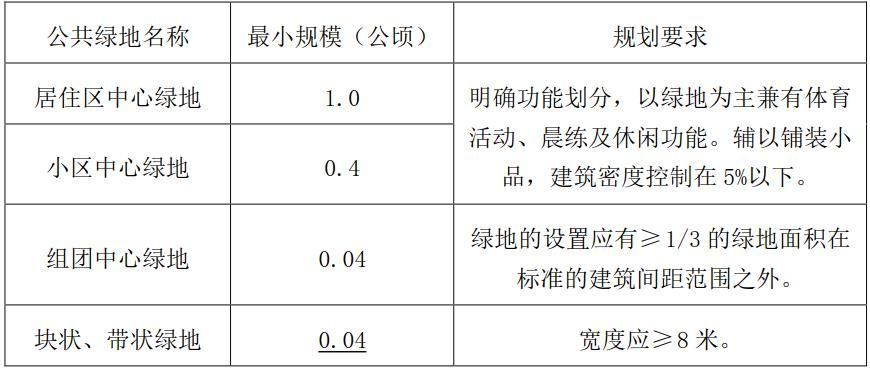 公共绿地名称 最小规模（公顷） 规划要求
居住区中心绿地 1.0
明确功能划分，以绿地为主兼有体育
活动、晨练及休闲功能。辅以铺装小
品，建筑密度控制在 5%以下。
小区中心绿地 0.4
组团中心绿地 0.04
绿地的设置应有≥1/3 的绿地面积在
标准的建筑间距范围之外。
块状、带状绿地 0.04 宽度应≥8 米。